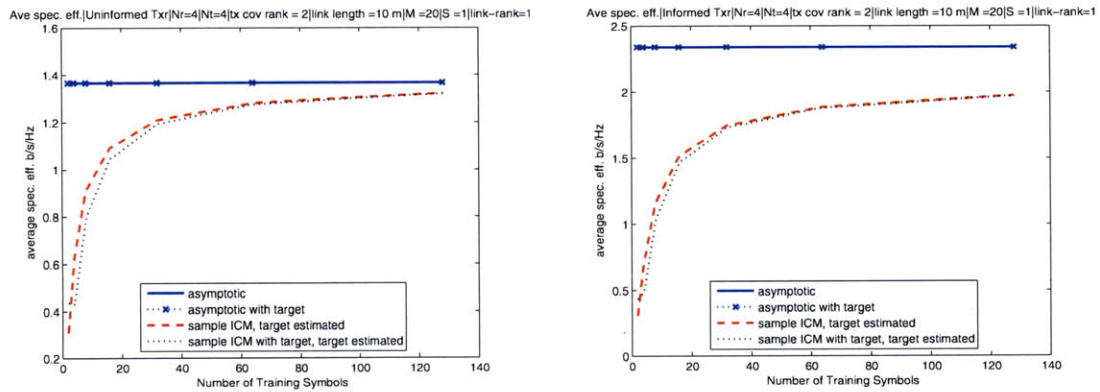 Ave spec. eff.|Uninformed Txr|Nr=4|Nt=4|tx cov rank = 2|link length =10 m|M =20|S =1|link-rank=1
1.6
1.4
1.2
1
0.8
0.6
0.4
0.2
average spec. eff. b/s/Hz
asymptotic
asymptotic with target
sample ICM, target estimated
sample ICM with target, target estimated
0 20 40 60 80 100 120 140
Number of Training Symbols
Ave spec. eff.|Informed Txr|Nr=4|Nt=4|tx cov rank = 2|link length =10 m|M =20|S =1|link-rank=1
2.5
2
1.5
1
0.5
0
average spec. eff. b/s/Hz
asymptotic
asymptotic with target
sample ICM, target estimated
sample ICM with target, target estimated
0 20 40 60 80 100 120 140
Number of Training Symbols